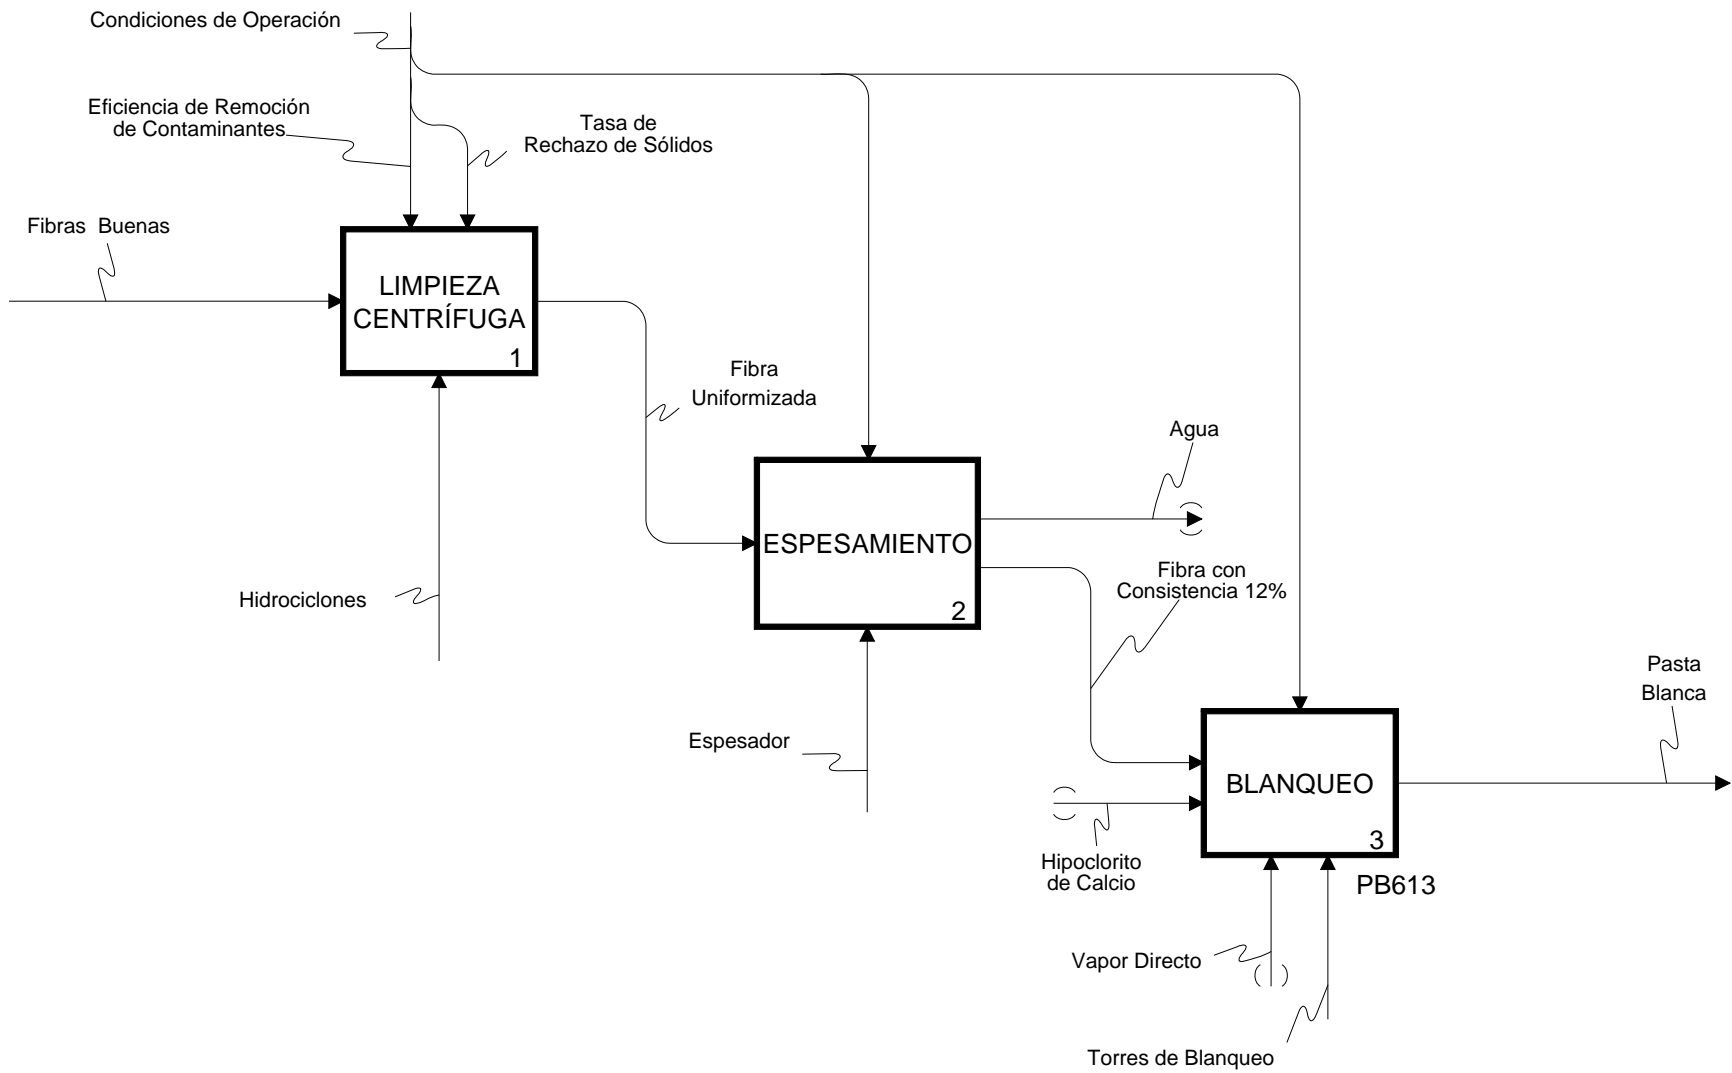 Condiciones de Operación
Eficiencia de Remoción
de Contaminantes
Tasa de
Rechazo de Sólidos
Fibras Buenas
LIMPIEZA
CENTRÍFUGA
1
Fibra
Uniformizada
Agua
ESPESAMIENTO
2
Fibra con
Consistencia 12%
Hidrociclones
Pasta
Blanca
Espesador
BLANQUEO
3
Hipoclorito
de Calcio
PB613
Vapor Directo
Torres de Blanqueo